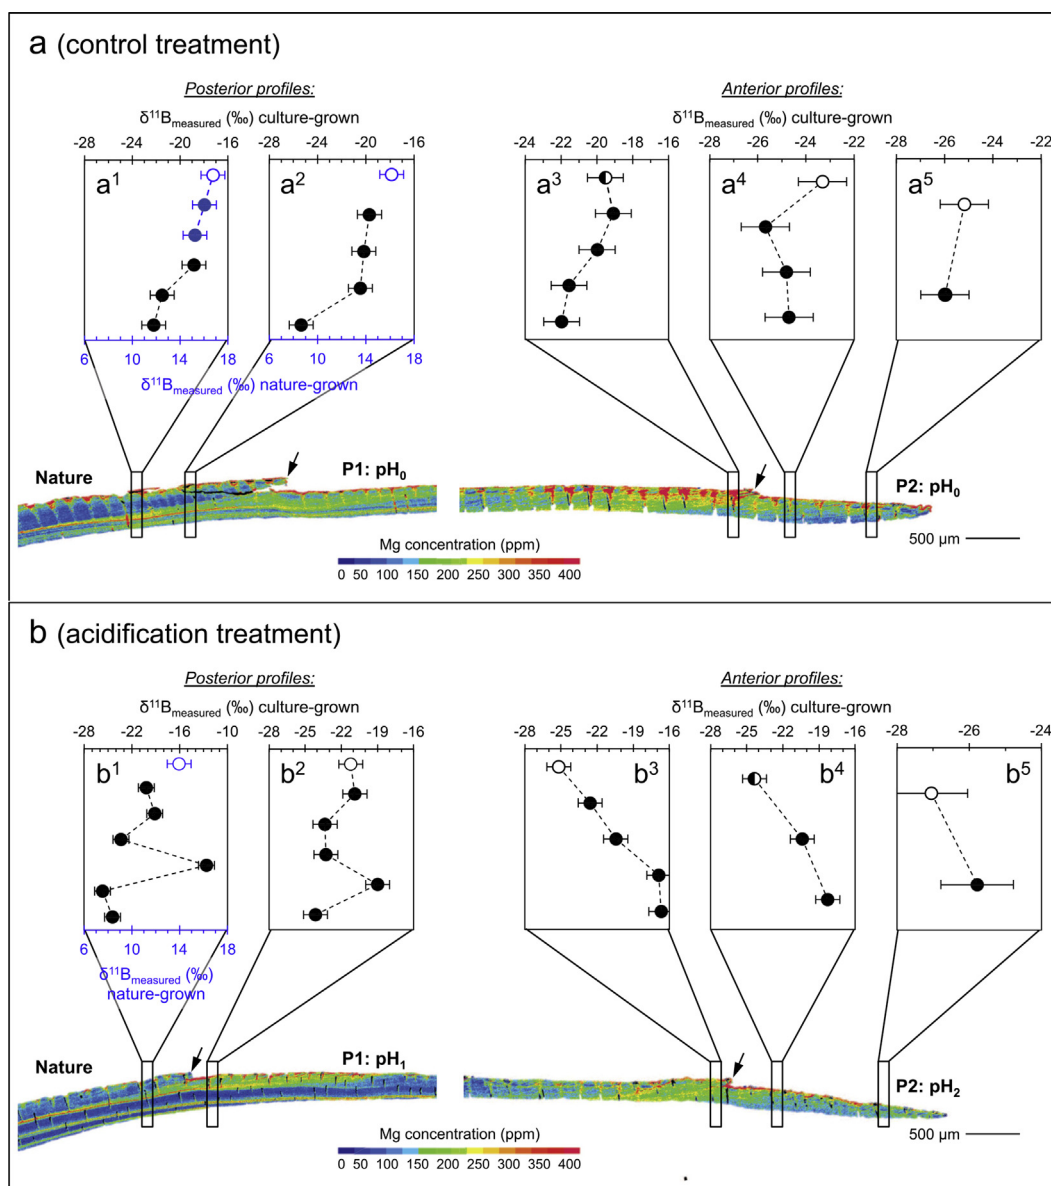 a (control treatment)
Posterior profiles:
Anterior profiles:
δ11Bmeasured (‰) culture-grown
δ11Bmeasured (‰) culture-grown
-28 -24 -20 -16
-28 -24 -20 -16
-24 -22 -20 -18 -16
-28 -26 -24 -22
-28 -26 -24 -22
a1
a2
a3
a4
a5
6 10 14 18
6 10 14 18
δ11Bmeasured (‰) nature-grown
Nature
P1: pH0
P2: pH0
500 µm
Mg concentration (ppm)
0 50 100 150 200 250 300 350 400
b (acidification treatment)
Posterior profiles:
Anterior profiles:
δ11Bmeasured (‰) culture-grown
δ11Bmeasured (‰) culture-grown
-28 -22 -16 -10
-28 -25 -22 -19 -16
-28 -25 -22 -19 -16
-28 -25 -22 -19 -16
-28 -26 -24
b1
b2
b3
b4
b5
6 10 14 18
δ11Bmeasured (‰)
nature-grown
Nature
P1: pH1
P2: pH2
500 µm
Mg concentration (ppm)
0 50 100 150 200 250 300 350 400